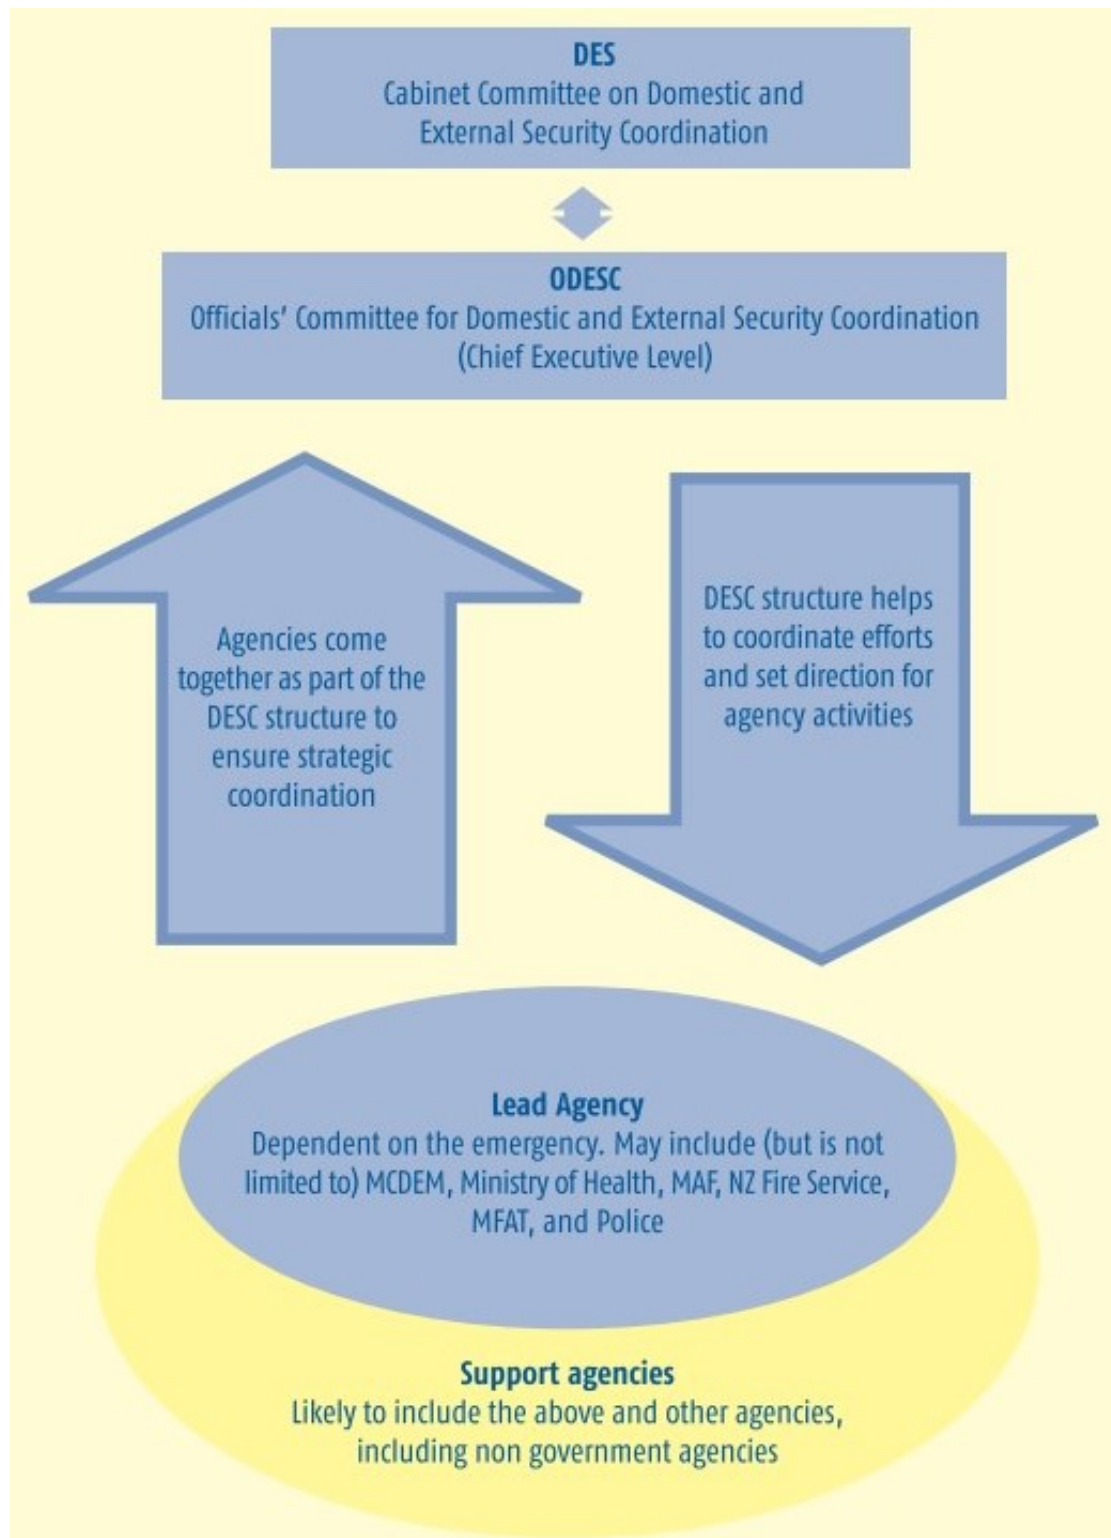 DES
Cabinet Committee on Domestic and
External Security Coordination
ODESC
Officials’ Committee for Domestic and External Security Coordination
(Chief Executive Level)
Agencies come
together as part of the
DESC structure to
ensure strategic
coordination
DESC structure helps
to coordinate efforts
and set direction for
agency activities
Lead Agency
Dependent on the emergency. May include (but is not
limited to) MCDEM, Ministry of Health, MAF, NZ Fire Service,
MFAT, and Police
Support agencies
Likely to include the above and other agencies,
including non government agencies